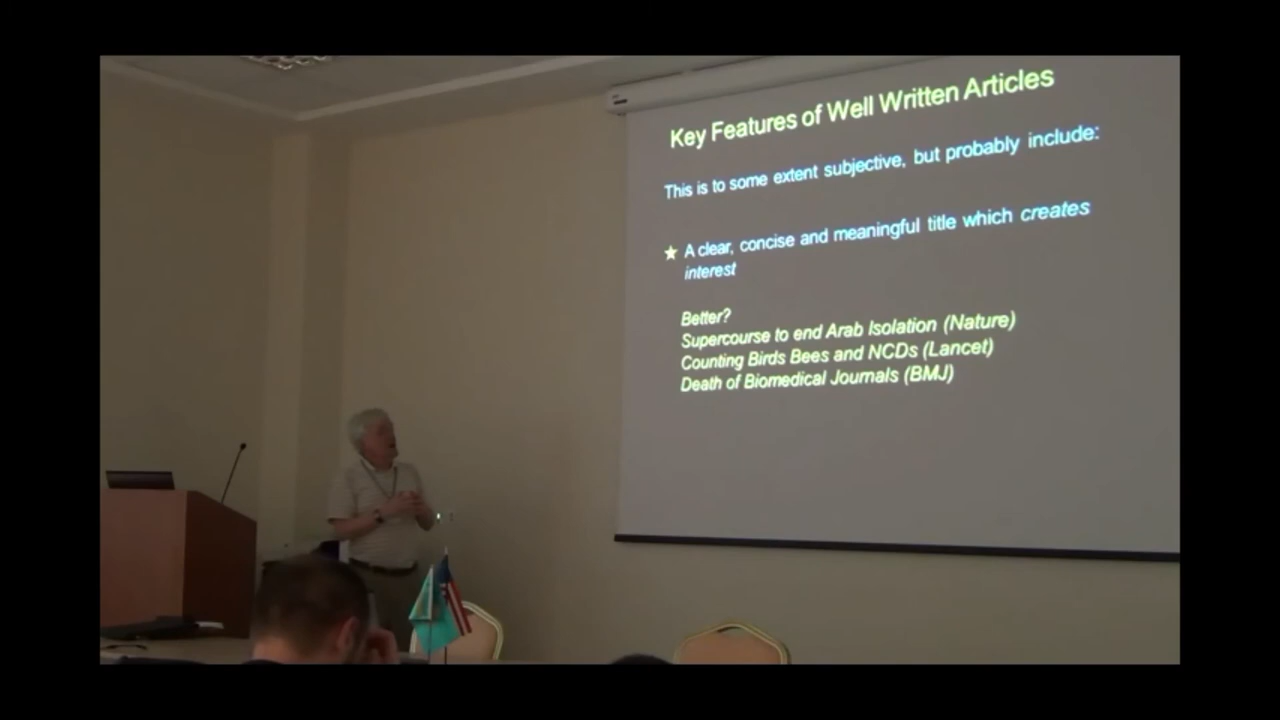 Key Features of Well Written Articles
This is to some extent subjective, but probably include:
A clear, concise and meaningful title which creates
interest
Better?
Supercourse to end Arab Isolation (Nature)
Counting Birds Bees and NCDs (Lancet)
Death of Biomedical Journals (BMJ)